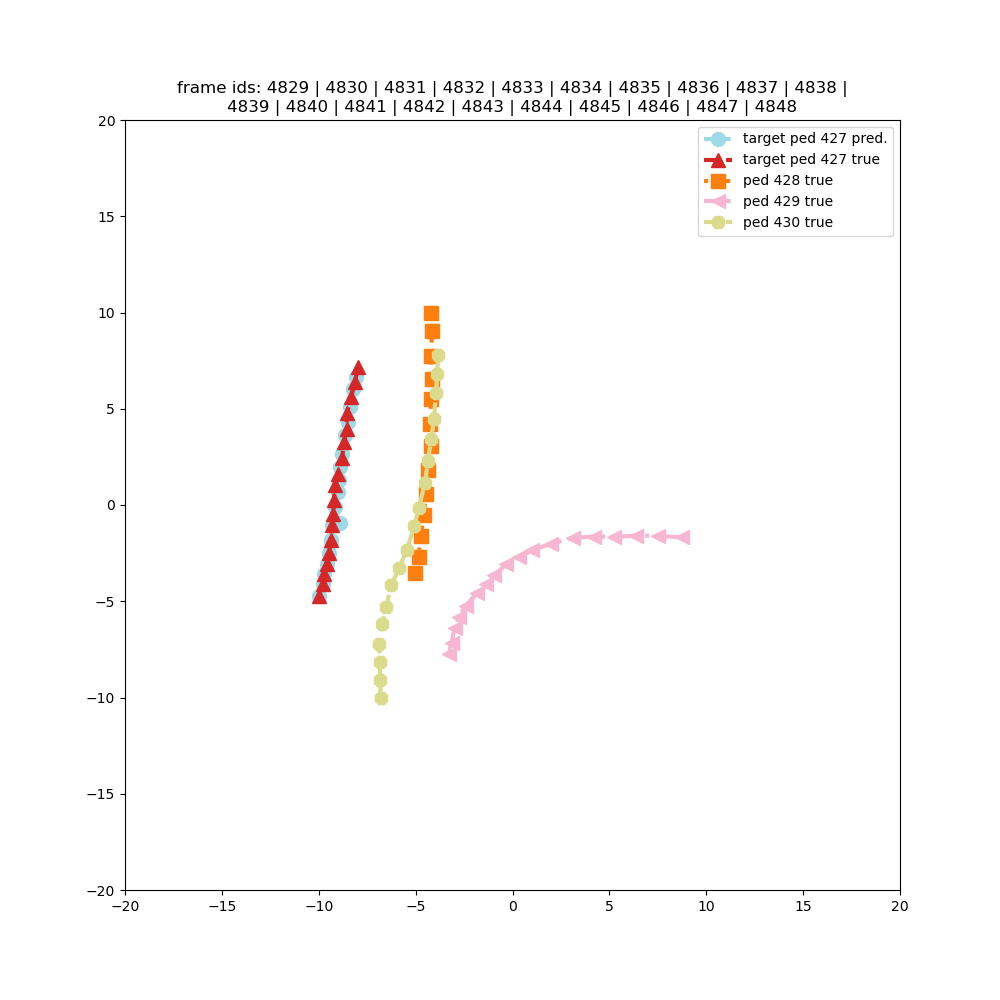 frame ids: 4829 | 4830 | 4831 | 4832 | 4833 | 4834 | 4835 | 4836 | 4837 | 4838 |
4839 | 4840 | 4841 | 4842 | 4843 | 4844 | 4845 | 4846 | 4847 | 4848
target ped 427 pred.
target ped 427 true
ped 428 true
ped 429 true
ped 430 true
20
15
10
5
0
−5
−10
−15
−20
−20 −15 −10 −5 0 5 10 15 20